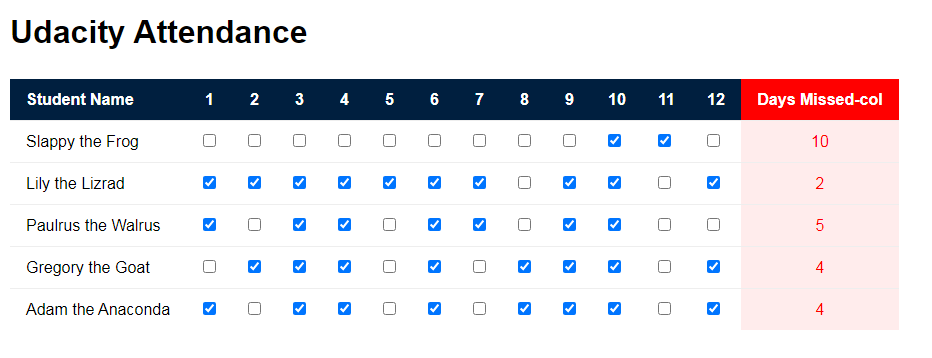 Udacity Attendance
Student Name 1 2 3 4 5 6 7 8 9 10 11 12 Days Missed-col
Slappy the Frog 10
Lily the Lizrad 2
Paulrus the Walrus 5
Gregory the Goat 4
Adam the Anaconda 4